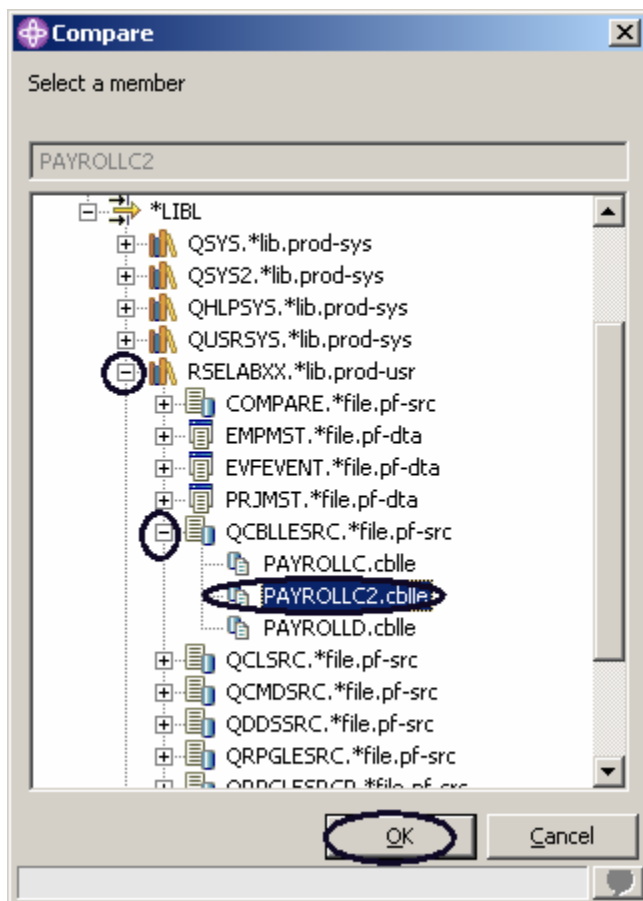 Compare
Select a member
PAYROLLC2
*LIBL
QSYS.*lib.prod-sys
QSYS2.*lib.prod-sys
QHLPSYS.*lib.prod-sys
QUSRSYS.*lib.prod-sys
RSELABXX.*lib.prod-usr
COMPARE.*file.pf-src
EMPMST.*file.pf-dta
EVFEVENT.*file.pf-dta
PRJMST.*file.pf-dta
QCBLLESRC.*file.pf-src
PAYROLLC.cblle
PAYROLLC2.cblle
PAYROLLD.cblle
QCLSRC.*file.pf-src
QCMDSRC.*file.pf-src
QDDSSRC.*file.pf-src
QRPGLESRC.*file.pf-src
OK Cancel